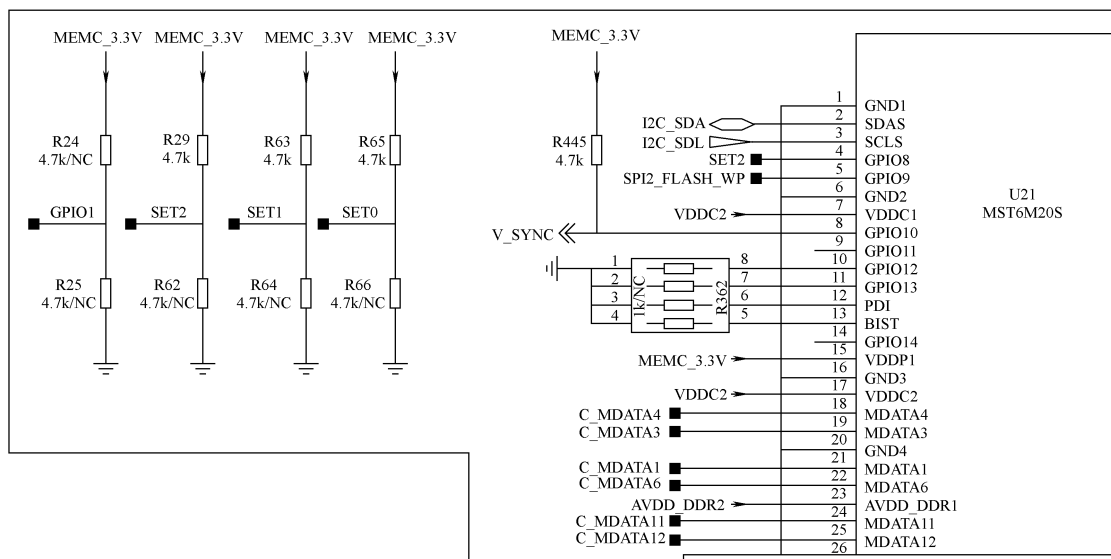 MEMC_3.3V MEMC_3.3V MEMC_3.3V MEMC_3.3V
R24 4.7k/NC
R29 4.7k
R63 4.7k
R65 4.7k
GPIO1 SET2 SET1 SET0
R25 4.7k/NC
R62 4.7k/NC
R64 4.7k/NC
R66 4.7k/NC
MEMC_3.3V
R445
4.7k
V_SYNC
1 8
2 7
3 6
4 5
1k/NC
R362
U21
MST6M20S
1 GND1
I2C_SDA 2 SDAS
I2C_SDL 3 SCLS
SET2 4 GPIO8
SPI2_FLASH_WP 5 GPIO9
6 GND2
VDDC2 7 VDDC1
8 GPIO10
9 GPIO11
10 GPIO12
11 GPIO13
12 PDI
13 BIST
14 GPIO14
MEMC_3.3V 15 VDDP1
16 GND3
VDDC2 17 VDDC2
C_MDATA4 18 MDATA4
C_MDATA3 19 MDATA3
20 GND4
C_MDATA1 21 MDATA1
C_MDATA6 22 MDATA6
AVDD_DDR2 23 AVDD_DDR1
C_MDATA11 24 MDATA11
C_MDATA12 25 MDATA12
26